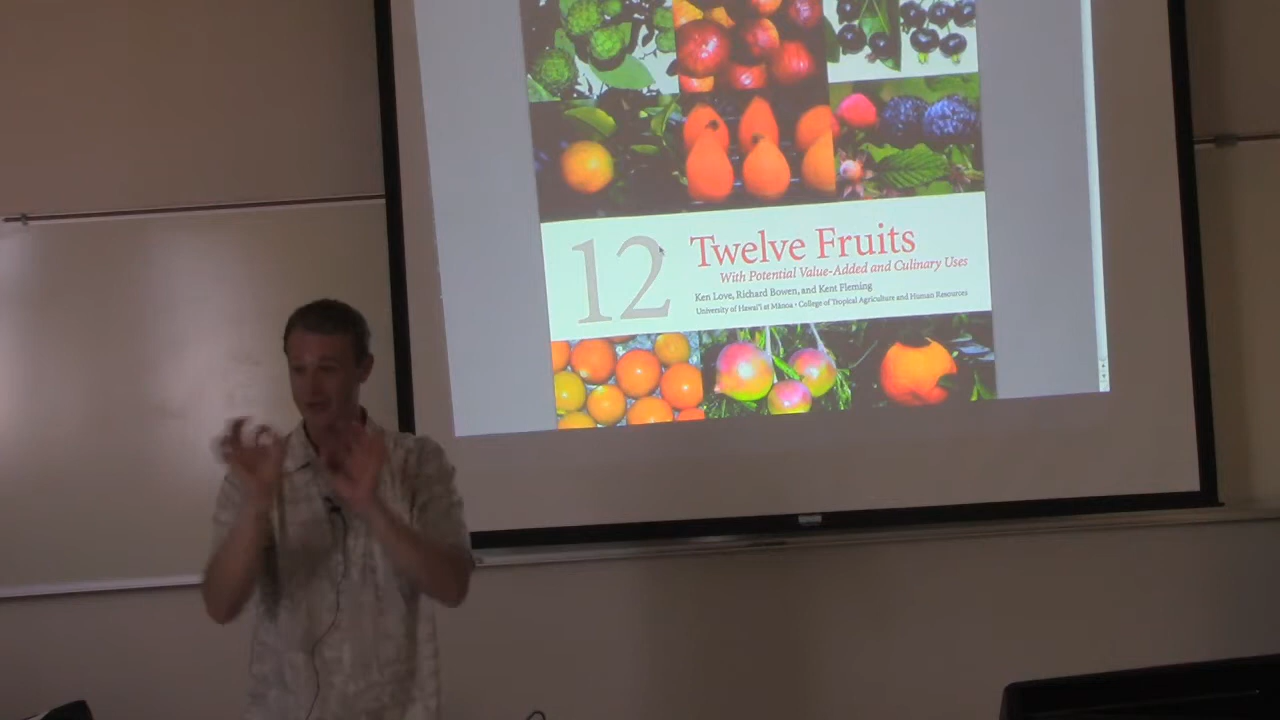 12
Twelve Fruits
With Potential Value-Added and Culinary Uses
Ken Love, Richard Bowen, and Kent Fleming
University of Hawai'i at Mānoa • College of Tropical Agriculture and Human Resources